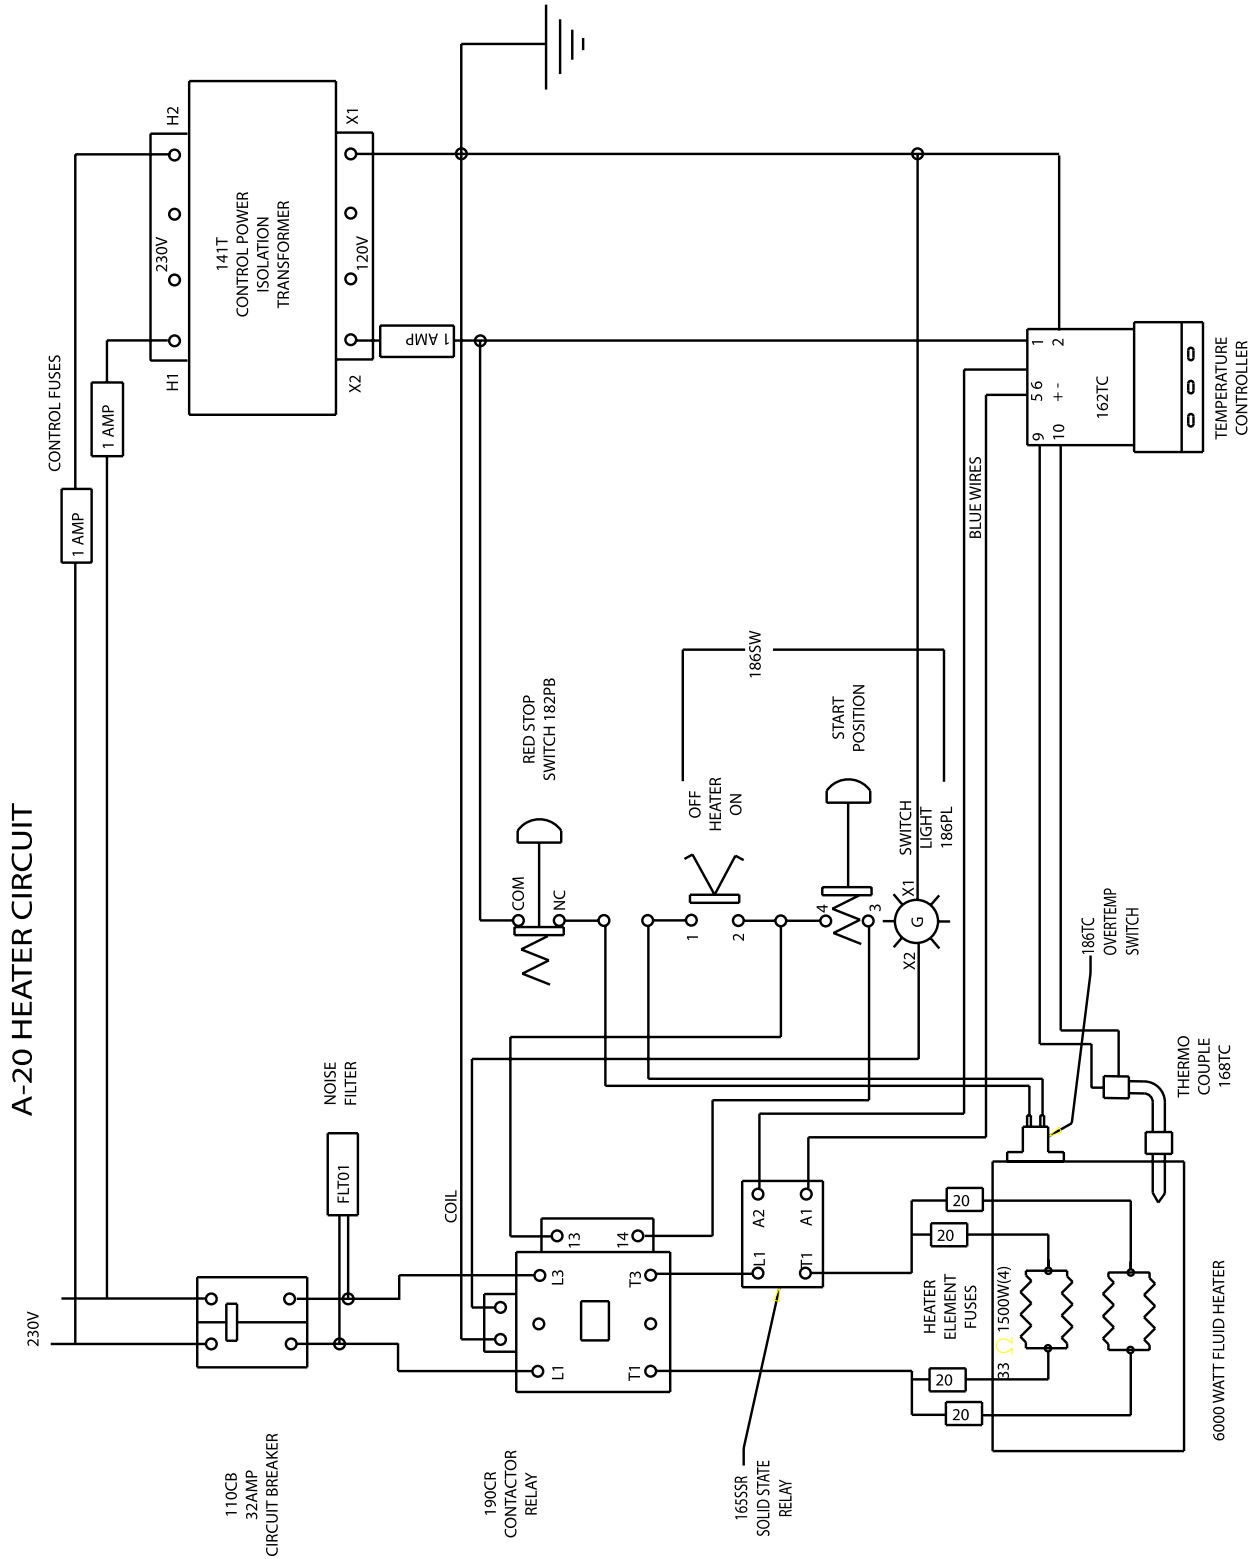 A-20 HEATER CIRCUIT
230V
110CB
32AMP
CIRCUIT BREAKER
NOISE
FILTER
FLT01
CONTROL FUSES
1 AMP
1 AMP
H1
H2
230V
141T
CONTROL POWER
ISOLATION
TRANSFORMER
120V
X2
X1
1 AMP
COIL
190CR
CONTACTOR
RELAY
L1
L3
T1
T3
13
14
RED STOP
SWITCH 182PB
COM
NC
OFF
HEATER
ON
1
2
186SW
START
POSITION
4
3
SWITCH
LIGHT
186PL
X1
G
X2
165SSR
SOLID STATE
RELAY
L1
A2
T1
A1
BLUE WIRES
9
5 6
1
10
+ -
2
162TC
TEMPERATURE
CONTROLLER
186TC
OVERTEMP
SWITCH
THERMO
COUPLE
168TC
HEATER
ELEMENT
FUSES
20
20
20
20
33 Ω 1500W(4)
6000 WATT FLUID HEATER